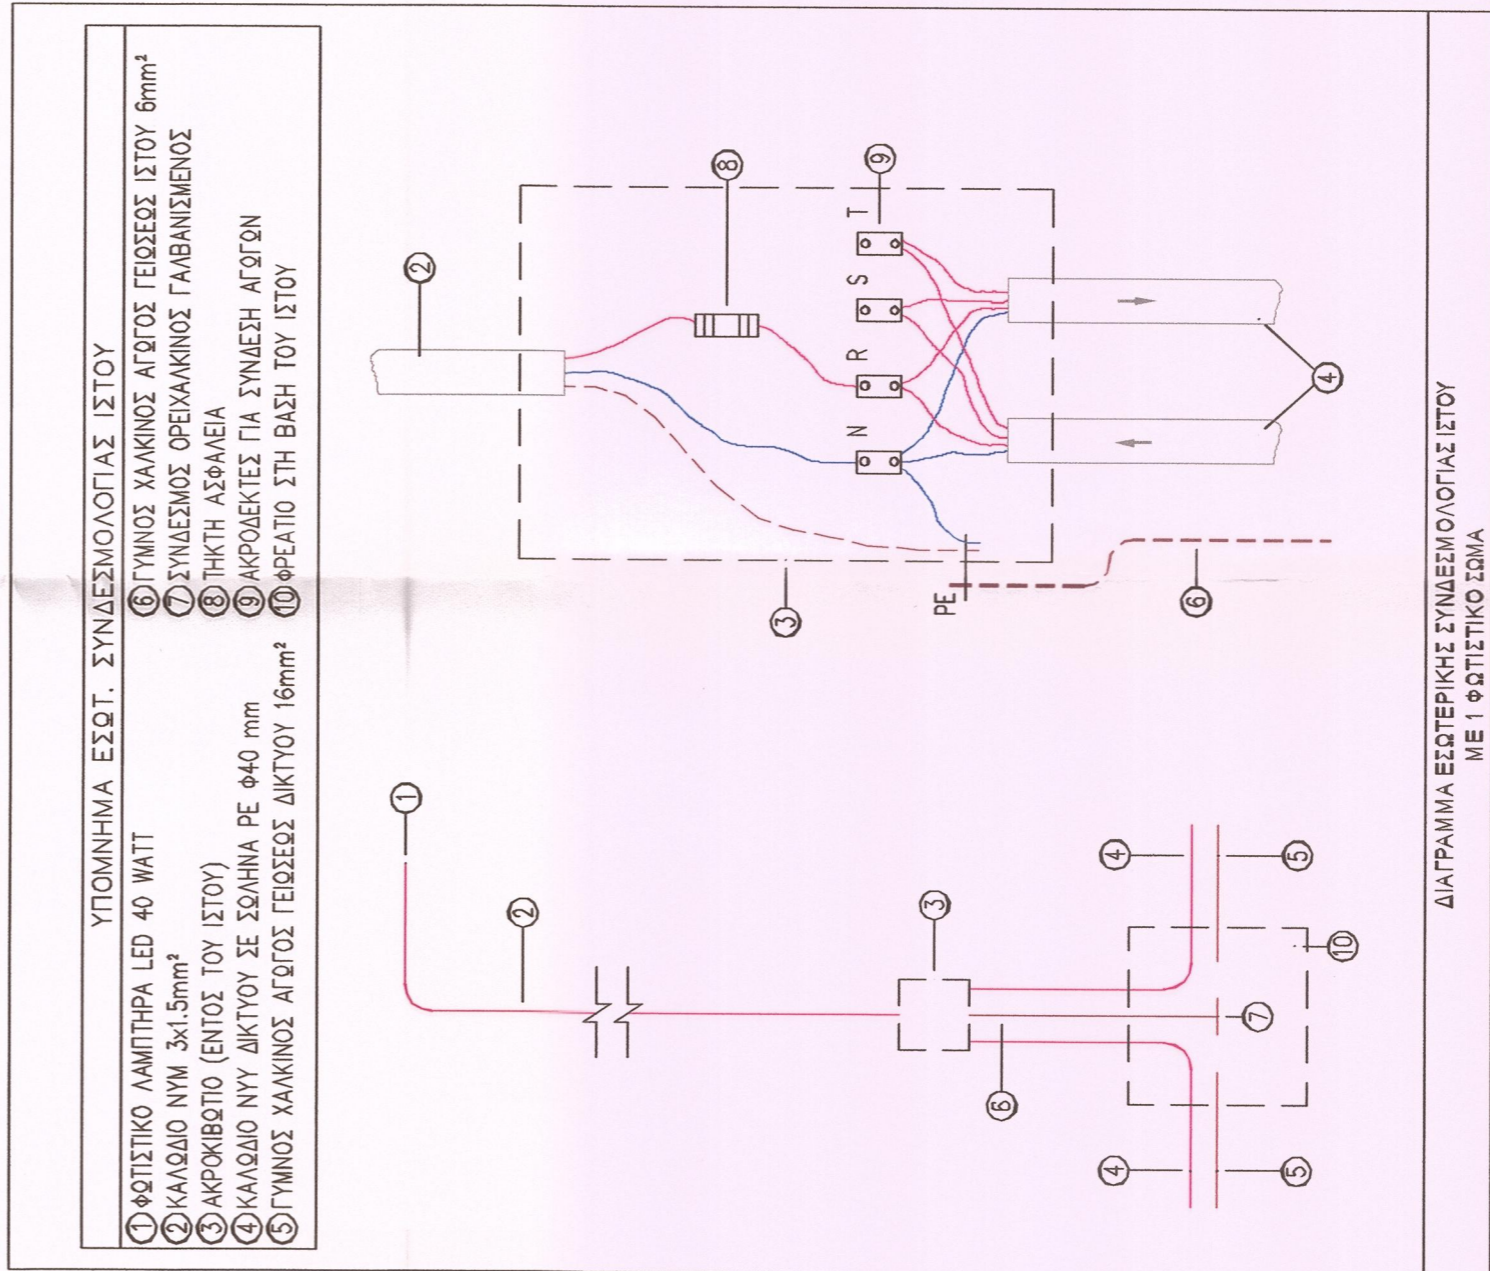 ΥΠΟΜΝΗΜΑ ΕΣΩΤ. ΣΥΝΔΕΣΜΟΛΟΓΙΑΣ ΙΣΤΟΥ
1 ΦΩΤΙΣΤΙΚΟ ΛΑΜΠΤΗΡΑ LED 40 WATT
2 ΚΑΛΩΔΙΟ ΝΥΜ 3x1.5mm²
3 ΑΚΡΟΚΙΒΩΤΙΟ (ΕΝΤΟΣ ΤΟΥ ΙΣΤΟΥ)
4 ΚΑΛΩΔΙΟ ΝΥΥ ΔΙΚΤΥΟΥ ΣΕ ΣΩΛΗΝΑ PE Φ40 mm
5 ΓΥΜΝΟΣ ΧΑΛΚΙΝΟΣ ΑΓΩΓΟΣ ΓΕΙΩΣΕΩΣ ΔΙΚΤΥΟΥ 16mm²
6 ΓΥΜΝΟΣ ΧΑΛΚΙΝΟΣ ΑΓΩΓΟΣ ΓΕΙΩΣΕΩΣ ΙΣΤΟΥ 6mm²
7 ΣΥΝΔΕΣΜΟΣ ΟΡΕΙΧΑΛΚΙΝΟΣ ΓΑΛΒΑΝΙΣΜΕΝΟΣ
8 ΤΗΚΤΗ ΑΣΦΑΛΕΙΑ
9 ΑΚΡΟΔΕΚΤΕΣ ΓΙΑ ΣΥΝΔΕΣΗ ΑΓΩΓΩΝ
10 ΦΡΕΑΤΙΟ ΣΤΗ ΒΑΣΗ ΤΟΥ ΙΣΤΟΥ
1
2
3
6
4
4
5
5
7
10
2
8
N R S T
9
3
PE
6
4
ΔΙΑΓΡΑΜΜΑ ΕΣΩΤΕΡΙΚΗΣ ΣΥΝΔΕΣΜΟΛΟΓΙΑΣ ΙΣΤΟΥ
ΜΕ 1 ΦΩΤΙΣΤΙΚΟ ΣΩΜΑ